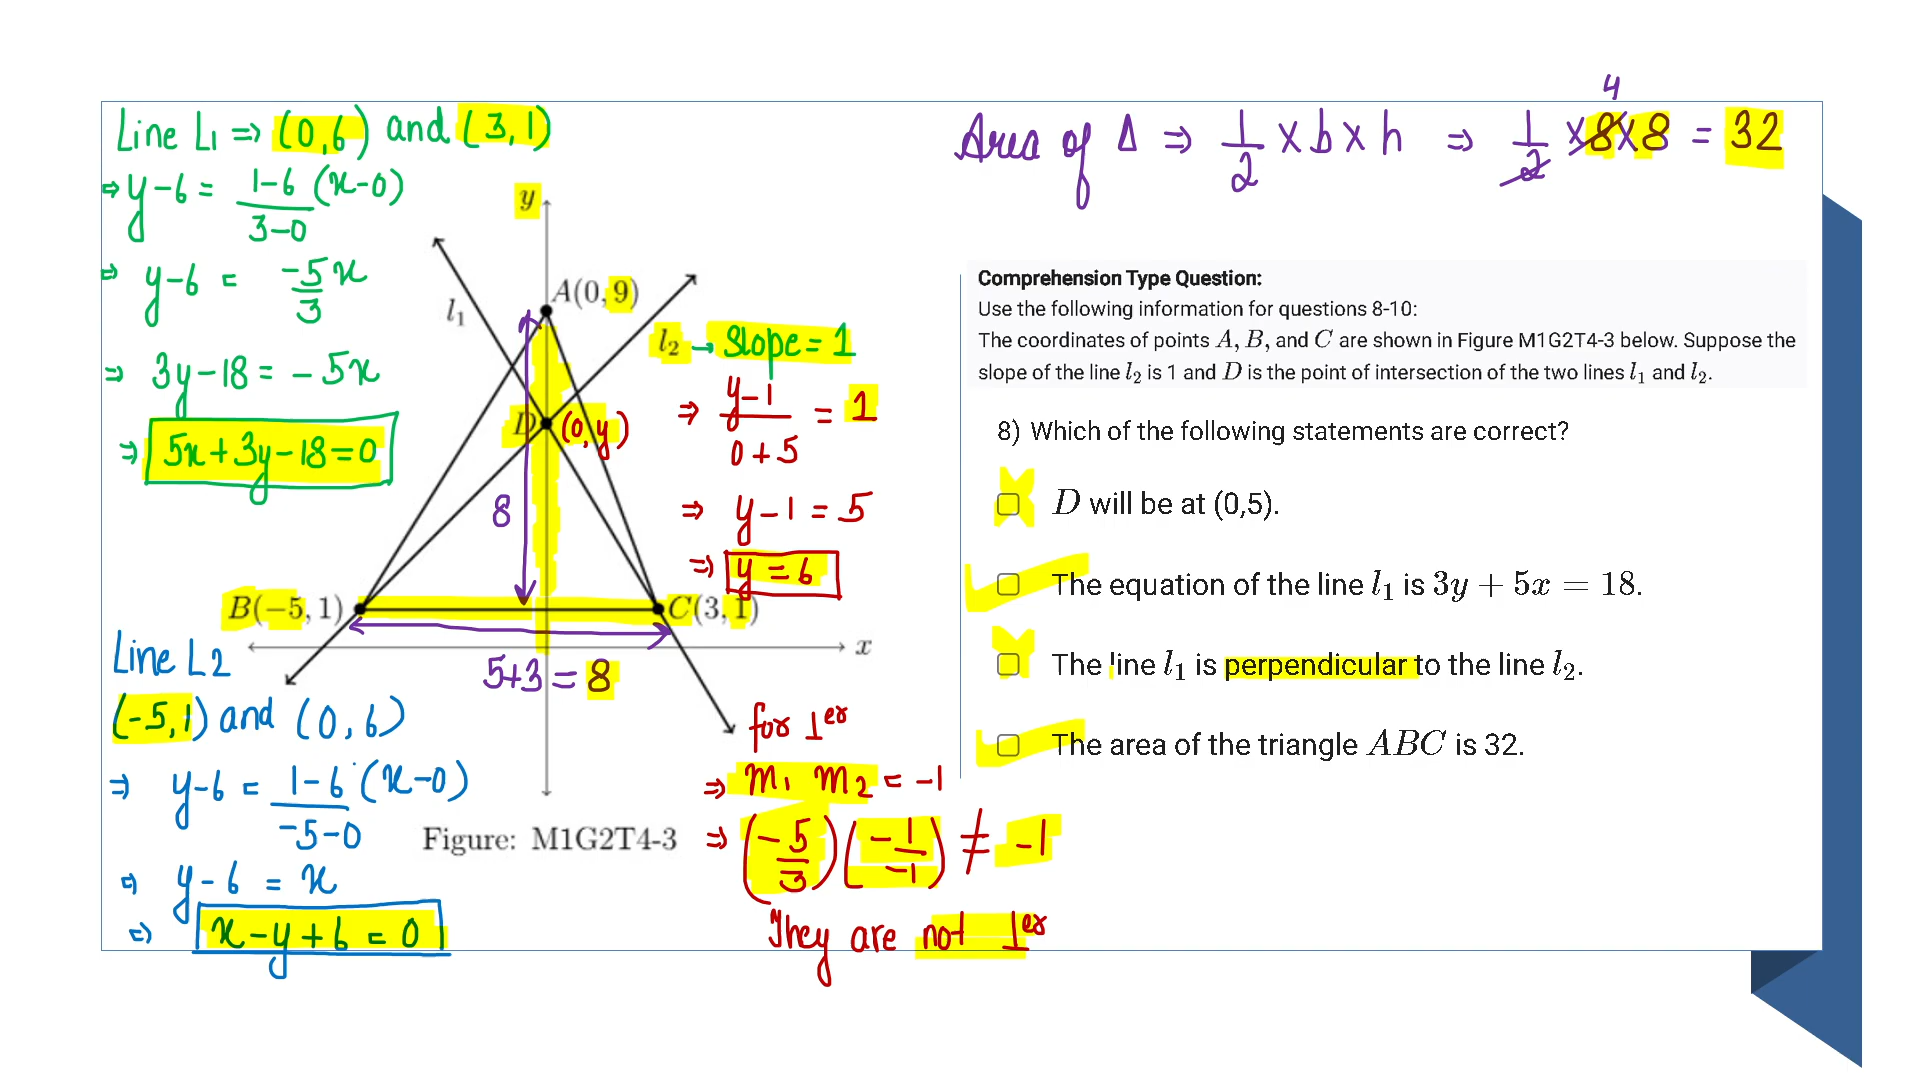 Line L1 ⇒ (0,6) and (3,1)
⇒ y-6 = 1-6/3-0 (x-0)
⇒ y-6 = -5/3 x
⇒ 3y-18 = -5x
⇒ 5x+3y-18=0
Area of Δ ⇒ 1/2 × b × h ⇒ 1/2 × 8 × 8 = 32
4
y
l₁
A(0, 9)
l₂ → Slope = 1
D (0,y)
⇒ y-1/0+5 = 1
⇒ y-1 = 5
⇒ y = 6
8
B(−5, 1)
C(3, 1)
x
5+3 = 8
Line L2
(-5,1) and (0,6)
⇒ y-6 = 1-6/-5-0 (x-0)
⇒ y-6 = x
⇒ x-y+6 = 0
Figure: M1G2T4-3
for ⊥er
⇒ m₁ m₂ = -1
⇒ (-5/3) (-1/-1) ≠ -1
They are not ⊥er
Comprehension Type Question:
Use the following information for questions 8-10:
The coordinates of points A, B, and C are shown in Figure M1G2T4-3 below. Suppose the
slope of the line l₂ is 1 and D is the point of intersection of the two lines l₁ and l₂.
8) Which of the following statements are correct?
D will be at (0,5).
The equation of the line l₁ is 3y + 5x = 18.
The line l₁ is perpendicular to the line l₂.
The area of the triangle ABC is 32.